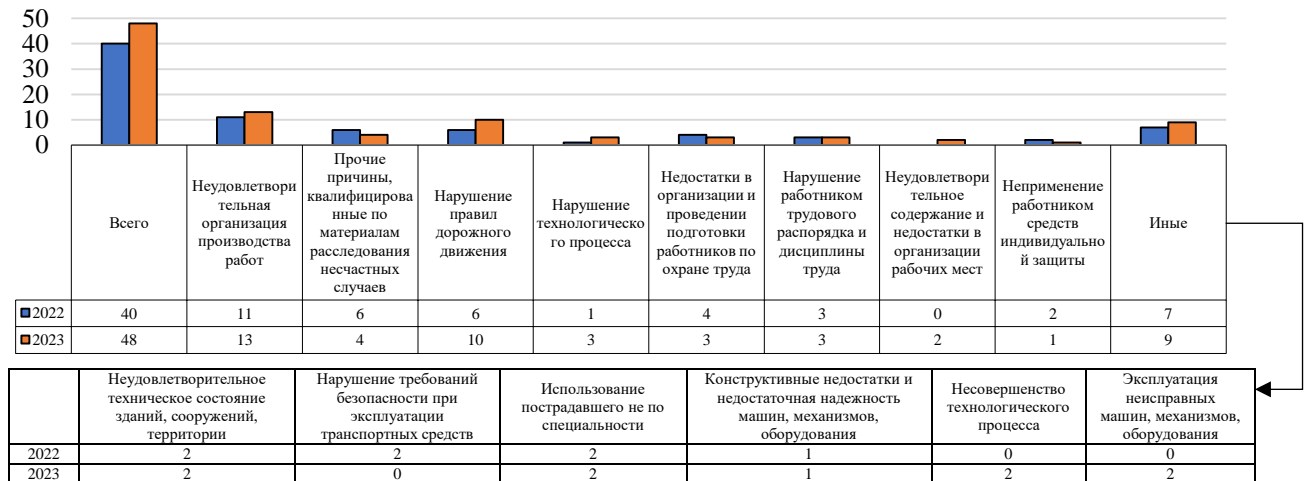 50
40
30
20
10
0
Всего
Неудовлетвори
тельная
организация
производства
работ
Прочие
причины,
квалифицирова
нные по
материалам
расследования
несчастных
случаев
Нарушение
правил
дорожного
движения
Нарушение
технологическо
го процесса
Недостатки в
организации и
проведении
подготовки
работников по
охране труда
Нарушение
работником
трудового
распорядка и
дисциплины
труда
Неудовлетвори
тельное
содержание и
недостатки в
организации
рабочих мест
Неприменение
работником
средств
индивидуально
й защиты
Иные
2022 40 11 6 6 1 4 3 0 2 7
2023 48 13 4 10 3 3 3 2 1 9
Неудовлетворительное
техническое состояние
зданий, сооружений,
территории
Нарушение требований
безопасности при
эксплуатации
транспортных средств
Использование
пострадавшего не по
специальности
Конструктивные недостатки и
недостаточная надежность
машин, механизмов,
оборудования
Несовершенство
технологического
процесса
Эксплуатация
неисправных
машин, механизмов,
оборудования
2022 2 2 2 1 0 0
2023 2 0 2 1 2 2